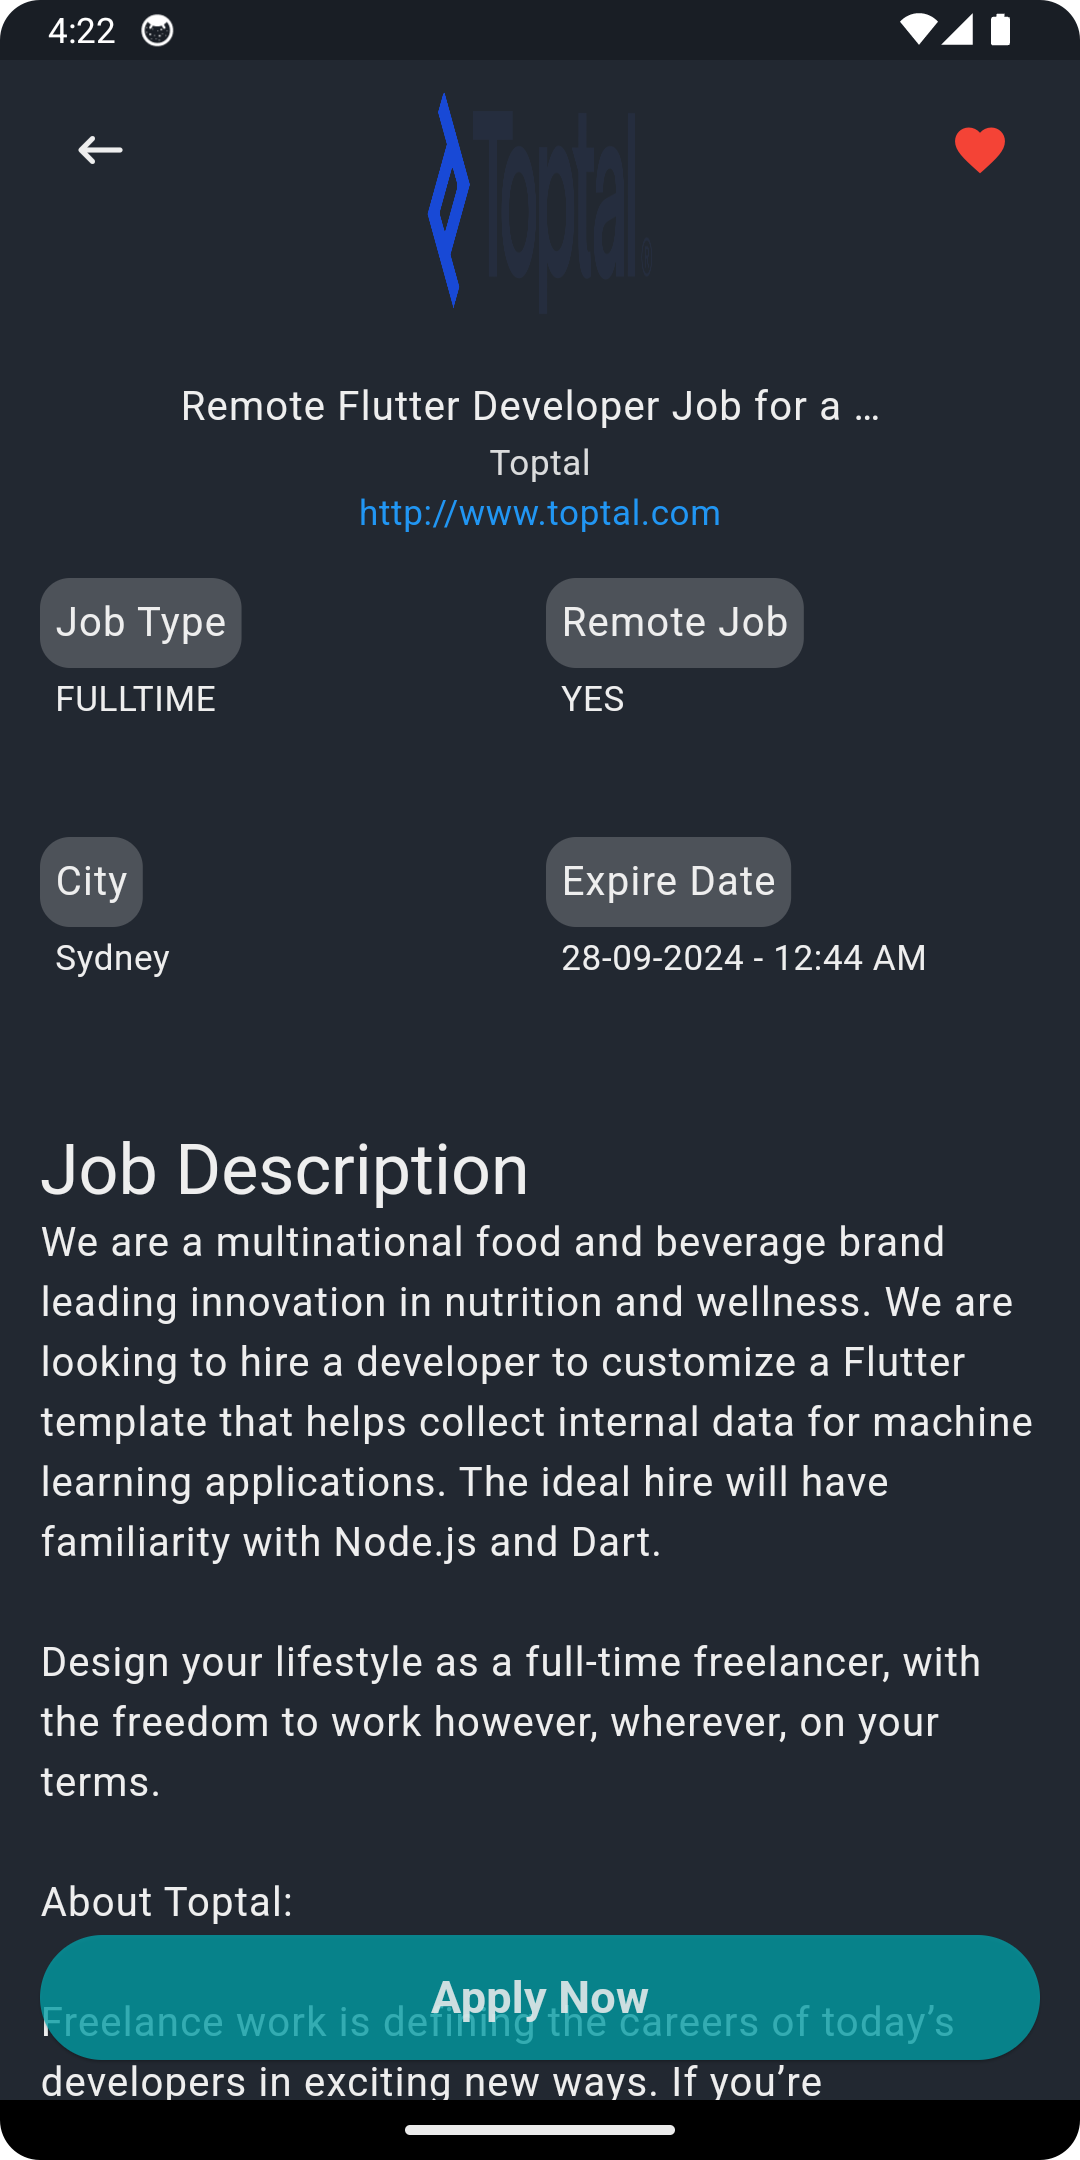 4:22
Toptal®
Remote Flutter Developer Job for a ...
Toptal
http://www.toptal.com
Job Type
Remote Job
FULLTIME
YES
City
Expire Date
Sydney
28-09-2024 - 12:44 AM
Job Description
We are a multinational food and beverage brand
leading innovation in nutrition and wellness. We are
looking to hire a developer to customize a Flutter
template that helps collect internal data for machine
learning applications. The ideal hire will have
familiarity with Node.js and Dart.
Design your lifestyle as a full-time freelancer, with
the freedom to work however, wherever, on your
terms.
About Toptal:
Apply Now
Freelance work is defining the careers of today’s
developers in exciting new ways. If you’re